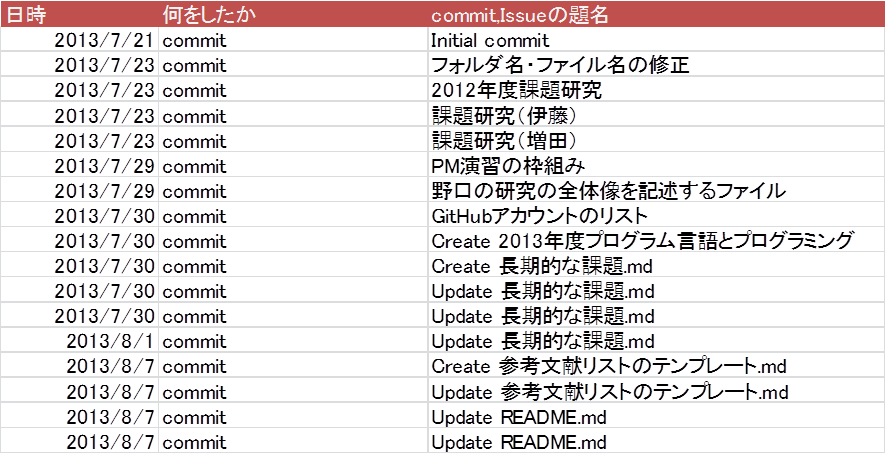 日時 何をしたか commit,Issueの題名
2013/7/21 commit Initial commit
2013/7/23 commit フォルダ名・ファイル名の修正
2013/7/23 commit 2012年度課題研究
2013/7/23 commit 課題研究（伊藤）
2013/7/23 commit 課題研究（増田）
2013/7/29 commit PM演習の枠組み
2013/7/29 commit 野口の研究の全体像を記述するファイル
2013/7/30 commit GitHubアカウントのリスト
2013/7/30 commit Create 2013年度プログラム言語とプログラミング
2013/7/30 commit Create 長期的な課題.md
2013/7/30 commit Update 長期的な課題.md
2013/7/30 commit Update 長期的な課題.md
2013/8/1 commit Update 長期的な課題.md
2013/8/7 commit Create 参考文献リストのテンプレート.md
2013/8/7 commit Update 参考文献リストのテンプレート.md
2013/8/7 commit Update README.md
2013/8/7 commit Update README.md